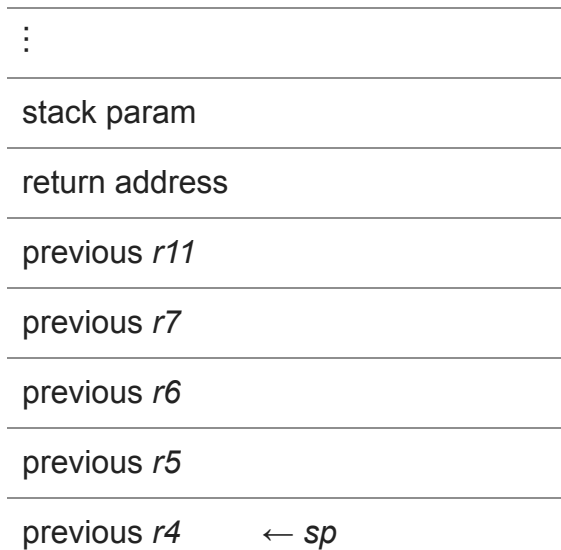 ⋮
stack param
return address
previous r11
previous r7
previous r6
previous r5
previous r4 ← sp